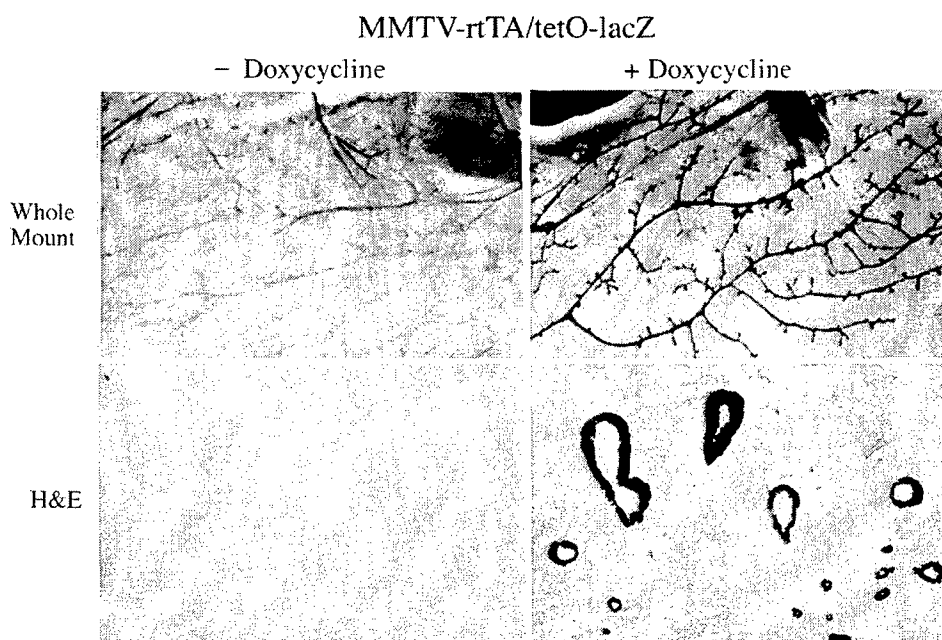 MMTV-rtTA/tetO-lacZ
− Doxycycline
+ Doxycycline
Whole
Mount
H&E